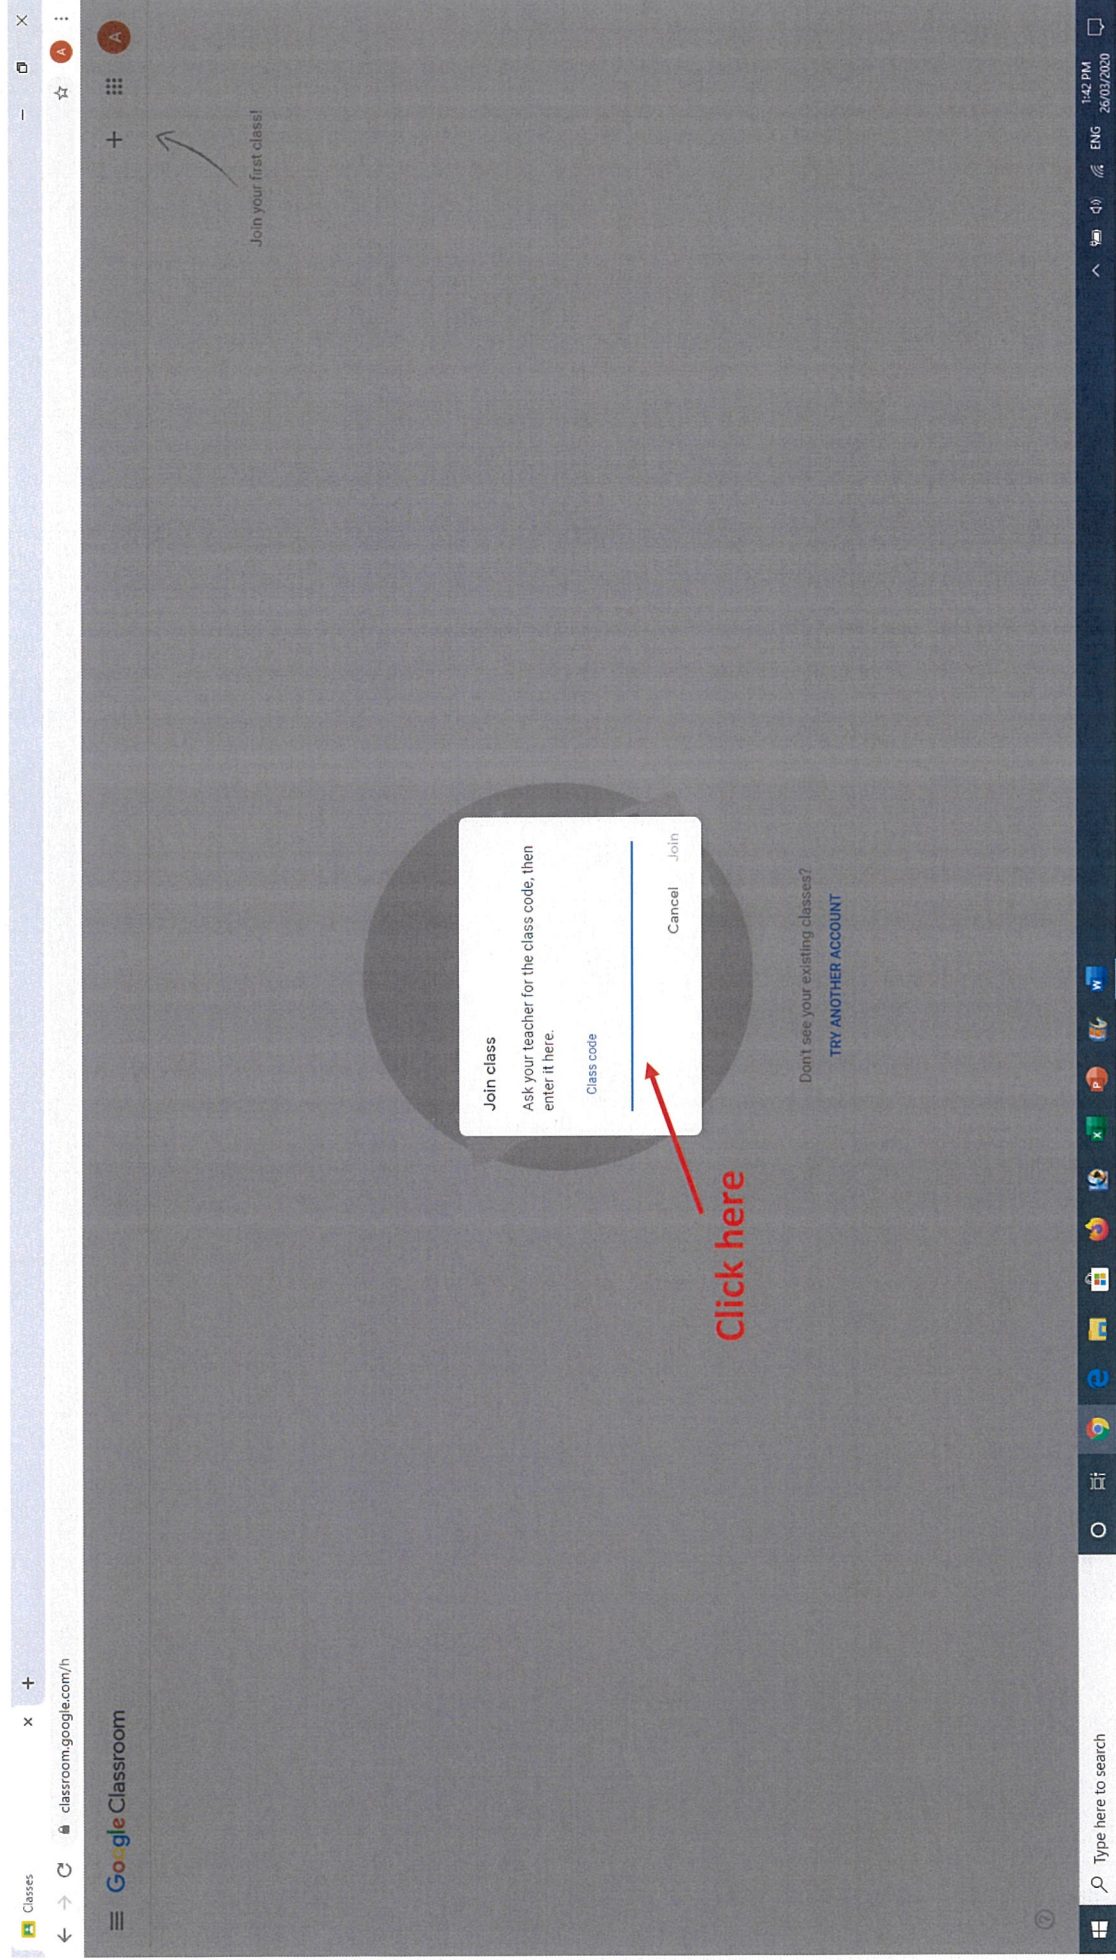 Classes
classroom.google.com/h
A
Google Classroom
A
Join your first class!
Join class
Ask your teacher for the class code, then
enter it here.
Class code
Cancel Join
Click here
Don't see your existing classes?
TRY ANOTHER ACCOUNT
Type here to search
ENG
1:42 PM
26/03/2020